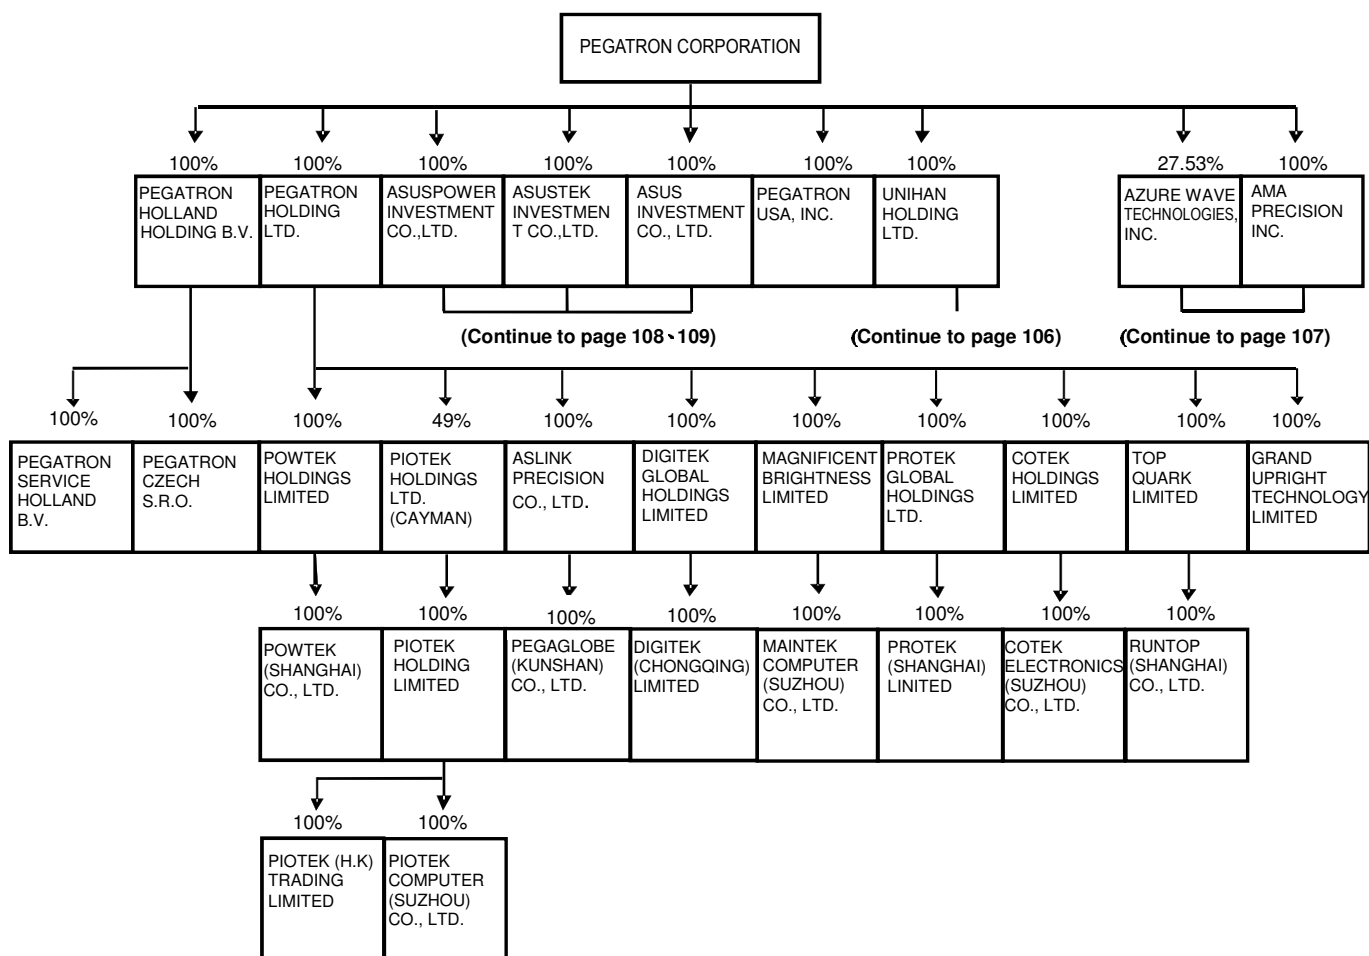 PEGATRON CORPORATION
100%
100%
100%
100%
100%
100%
100%
27.53%
100%
PEGATRON
HOLLAND
HOLDING B.V.
PEGATRON
HOLDING
LTD.
ASUSPOWER
INVESTMENT
CO.,LTD.
ASUSTEK
INVESTMEN
T CO.,LTD.
ASUS
INVESTMENT
CO., LTD.
PEGATRON
USA, INC.
UNIHAN
HOLDING
LTD.
AZURE WAVE
TECHNOLOGIES,
INC.
AMA
PRECISION
INC.
(Continue to page 108、109)
(Continue to page 106)
(Continue to page 107)
100%
100%
100%
49%
100%
100%
100%
100%
100%
100%
100%
PEGATRON
SERVICE
HOLLAND
B.V.
PEGATRON
CZECH
S.R.O.
POWTEK
HOLDINGS
LIMITED
PIOTEK
HOLDINGS
LTD.
(CAYMAN)
ASLINK
PRECISION
CO., LTD.
DIGITEK
GLOBAL
HOLDINGS
LIMITED
MAGNIFICENT
BRIGHTNESS
LIMITED
PROTEK
GLOBAL
HOLDINGS
LTD.
COTEK
HOLDINGS
LIMITED
TOP
QUARK
LIMITED
GRAND
UPRIGHT
TECHNOLOGY
LIMITED
100%
100%
100%
100%
100%
100%
100%
100%
POWTEK
(SHANGHAI)
CO., LTD.
PIOTEK
HOLDING
LIMITED
PEGAGLOBE
(KUNSHAN)
CO., LTD.
DIGITEK
(CHONGQING)
LIMITED
MAINTEK
COMPUTER
(SUZHOU)
CO., LTD.
PROTEK
(SHANGHAI)
LINITED
COTEK
ELECTRONICS
(SUZHOU)
CO., LTD.
RUNTOP
(SHANGHAI)
CO., LTD.
100%
100%
PIOTEK (H.K)
TRADING
LIMITED
PIOTEK
COMPUTER
(SUZHOU)
CO., LTD.